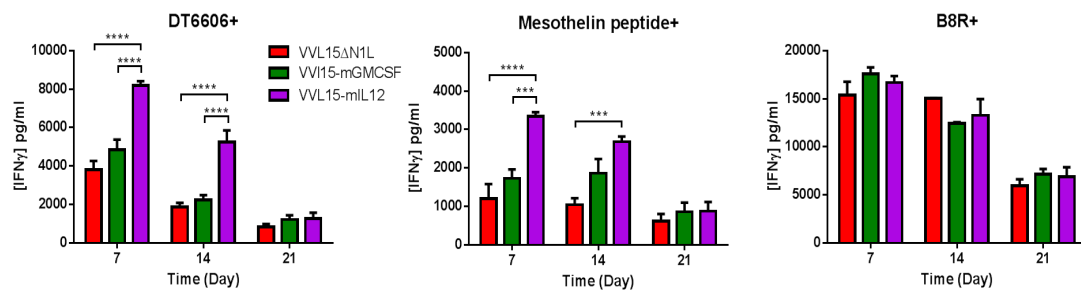 DT6606+
[IFNγ] pg/ml
10000
8000
6000
4000
2000
0
****
****
****
****
7
14
21
Time (Day)
VVL15ΔN1L
VVl15-mGMCSF
VVL15-mIL12
Mesothelin peptide+
[IFNγ] pg/ml
5000
4000
3000
2000
1000
0
****
***
***
7
14
21
Time (Day)
B8R+
[IFNγ] pg/ml
20000
15000
10000
5000
0
7
14
21
Time (Day)